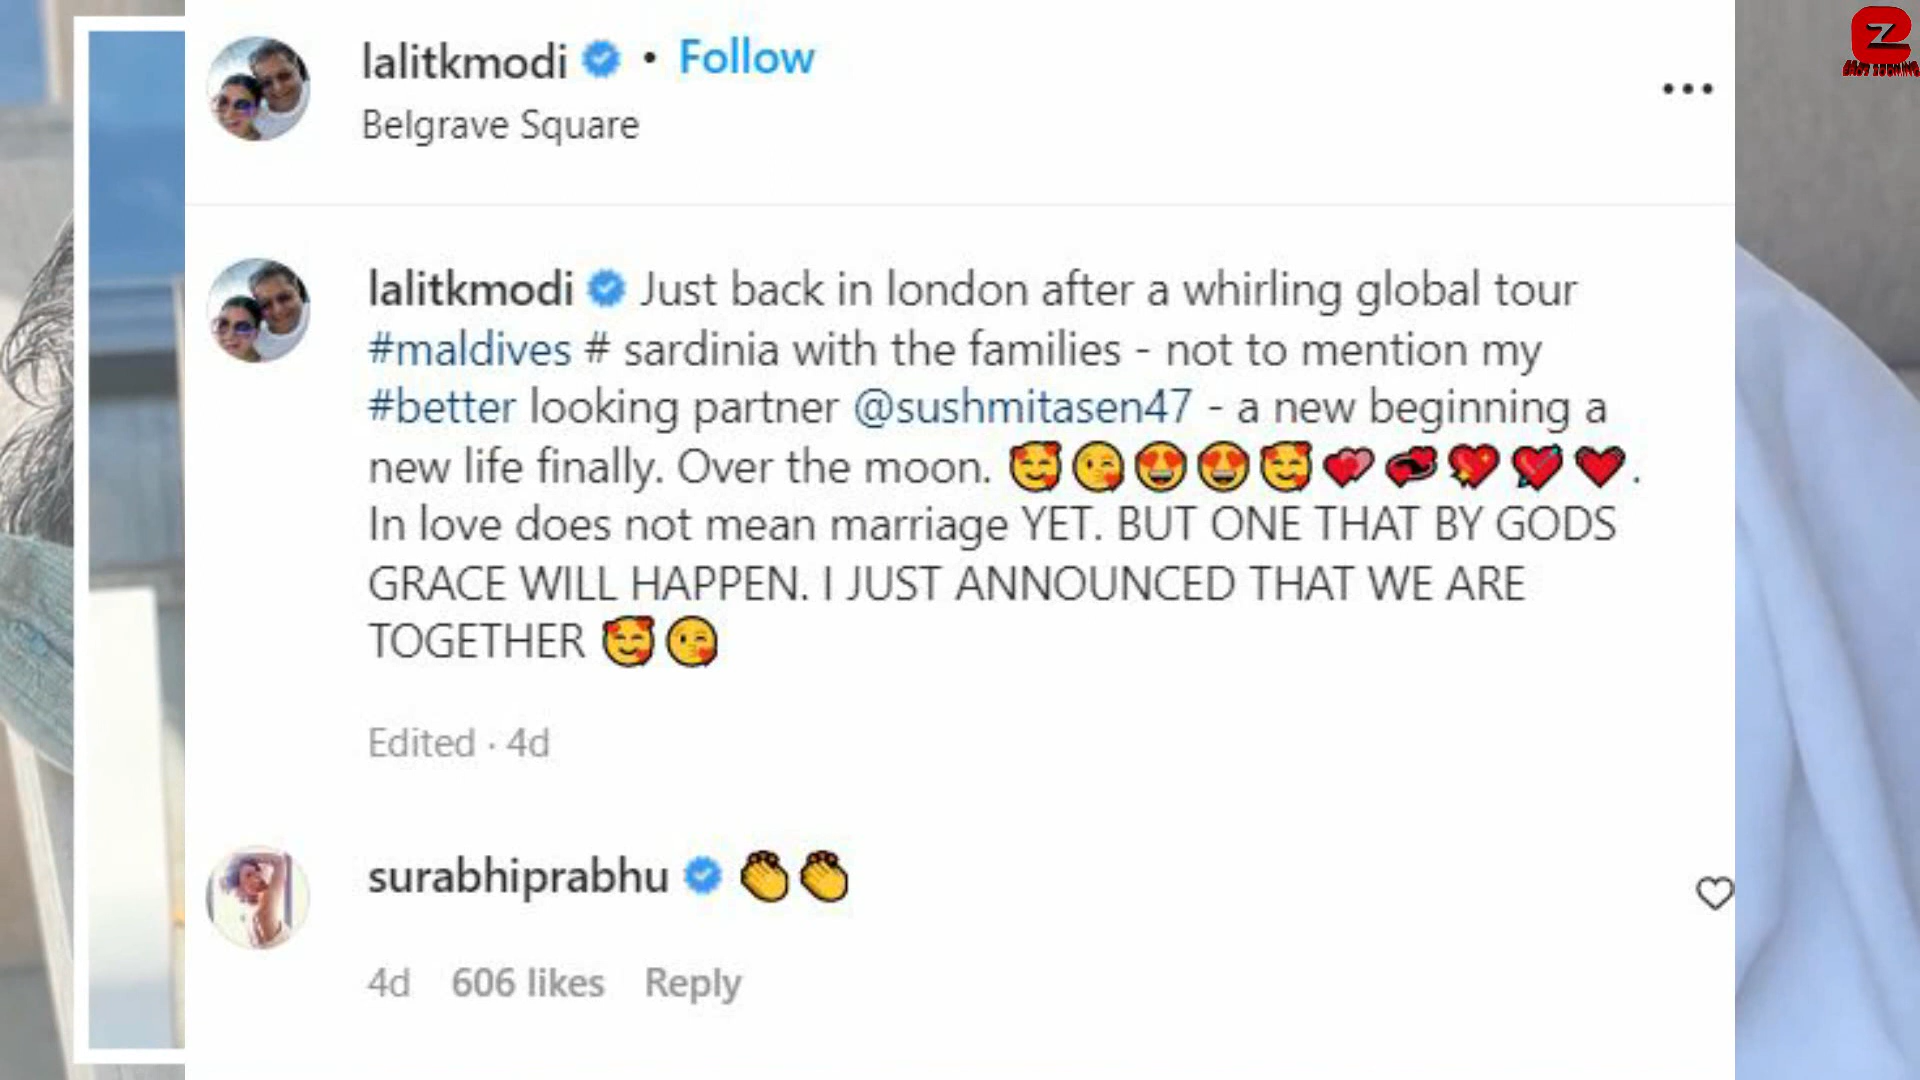 lalitkmodi • Follow
Belgrave Square
lalitkmodi Just back in london after a whirling global tour
#maldives # sardinia with the families - not to mention my
#better looking partner @sushmitasen47 - a new beginning a
new life finally. Over the moon. 🥰😘😍😍🥰💕💞💖💘💓.
In love does not mean marriage YET. BUT ONE THAT BY GODS
GRACE WILL HAPPEN. I JUST ANNOUNCED THAT WE ARE
TOGETHER 🥰😘
Edited · 4d
surabhiprabhu 👏👏
4d 606 likes Reply
Z